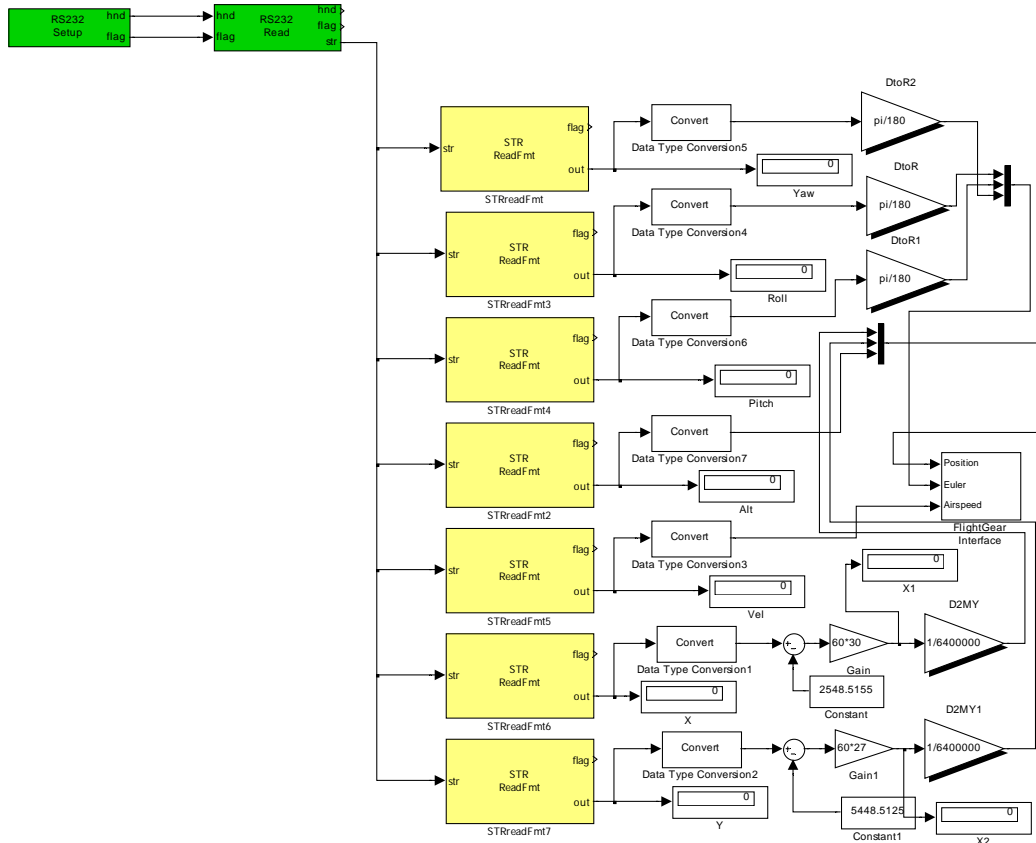 RS232
Setup
hnd
flag
hnd
flag
RS232
Read
hnd
flag
str
str
STR
ReadFmt
flag
out
STRreadFmt
Convert
Data Type Conversion5
0
Yaw
DtoR2
pi/180
str
STR
ReadFmt
flag
out
STRreadFmt3
Convert
Data Type Conversion4
0
Roll
DtoR
pi/180
DtoR1
pi/180
str
STR
ReadFmt
flag
out
STRreadFmt4
Convert
Data Type Conversion6
0
Pitch
str
STR
ReadFmt
flag
out
STRreadFmt2
Convert
Data Type Conversion7
0
Alt
Position
Euler
Airspeed
FlightGear
Interface
str
STR
ReadFmt
flag
out
STRreadFmt5
Convert
Data Type Conversion3
0
Vel
0
X1
str
STR
ReadFmt
flag
out
STRreadFmt6
Convert
Data Type Conversion1
0
X
60*30
Gain
2548.5155
Constant
D2MY
1/6400000
str
STR
ReadFmt
flag
out
STRreadFmt7
Convert
Data Type Conversion2
0
Y
60*27
Gain1
5448.5125
Constant1
D2MY1
1/6400000
0
X2